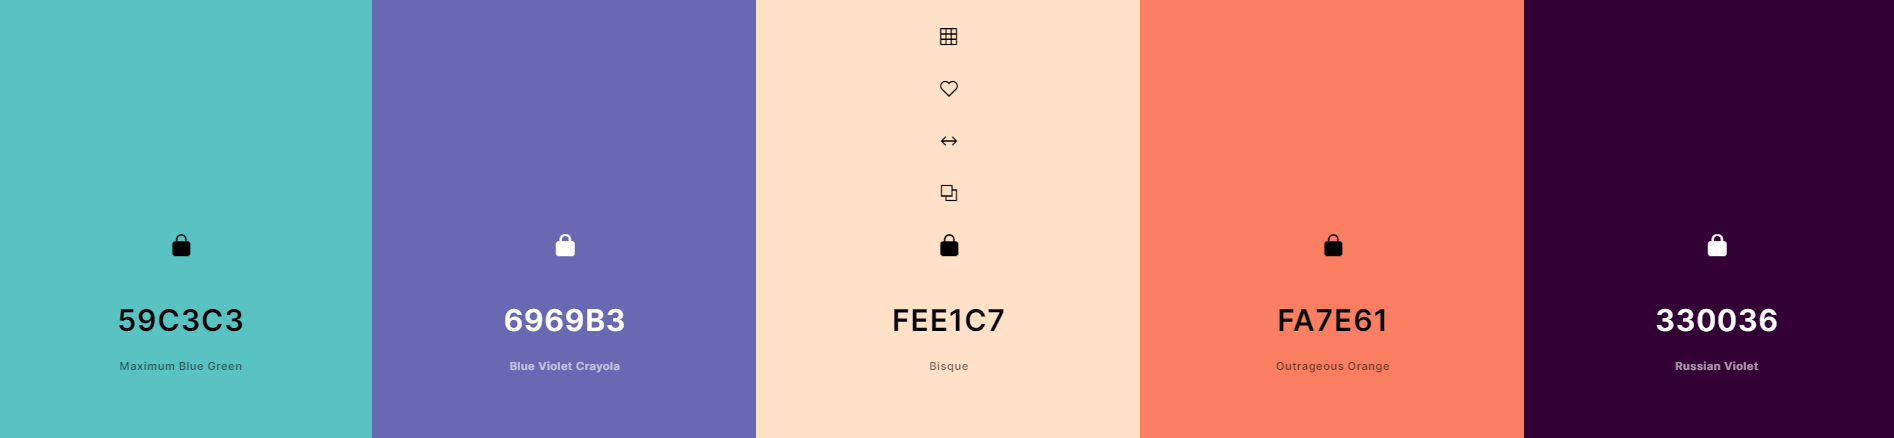 59C3C3
Maximum Blue Green
6969B3
Blue Violet Crayola
FEE1C7
Bisque
FA7E61
Outrageous Orange
330036
Russian Violet